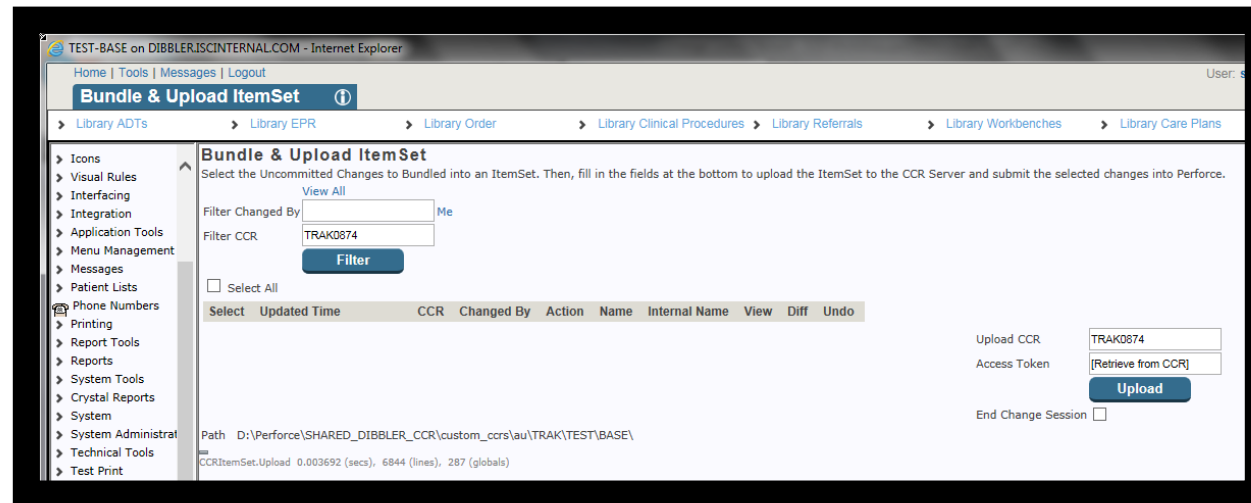 TEST-BASE on DIBBLER.ISCINTERNAL.COM - Internet Explorer
Home | Tools | Messages | Logout
User:
Bundle & Upload ItemSet
Library ADTs Library EPR Library Order Library Clinical Procedures Library Referrals Library Workbenches Library Care Plans
Icons
Visual Rules
Interfacing
Integration
Application Tools
Menu Management
Messages
Patient Lists
Phone Numbers
Printing
Report Tools
Reports
System Tools
Crystal Reports
System
System Administrat
Technical Tools
Test Print
Bundle & Upload ItemSet
Select the Uncommitted Changes to Bundled into an ItemSet. Then, fill in the fields at the bottom to upload the ItemSet to the CCR Server and submit the selected changes into Perforce.
View All
Filter Changed By Me
Filter CCR TRAK0874
Filter
Select All
Select Updated Time CCR Changed By Action Name Internal Name View Diff Undo
Upload CCR TRAK0874
Access Token [Retrieve from CCR]
Upload
End Change Session
Path D:\Perforce\SHARED_DIBBLER_CCR\custom_ccrs\au\TRAK\TEST\BASE\
CCRItemSet.Upload 0.003692 (secs), 6844 (lines), 287 (globals)